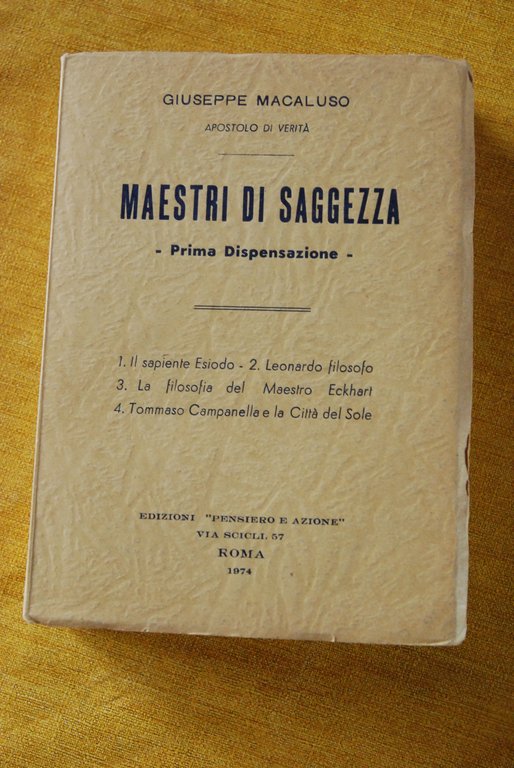 GIUSEPPE MACALUSO
APOSTOLO DI VERITÀ
MAESTRI DI SAGGEZZA
- Prima Dispensazione -
1. Il sapiente Esiodo - 2. Leonardo filosofo
3. La filosofia del Maestro Eckhart
4. Tommaso Campanella e la Città del Sole
EDIZIONI "PENSIERO E AZIONE"
VIA SCICLI, 57
ROMA
1974